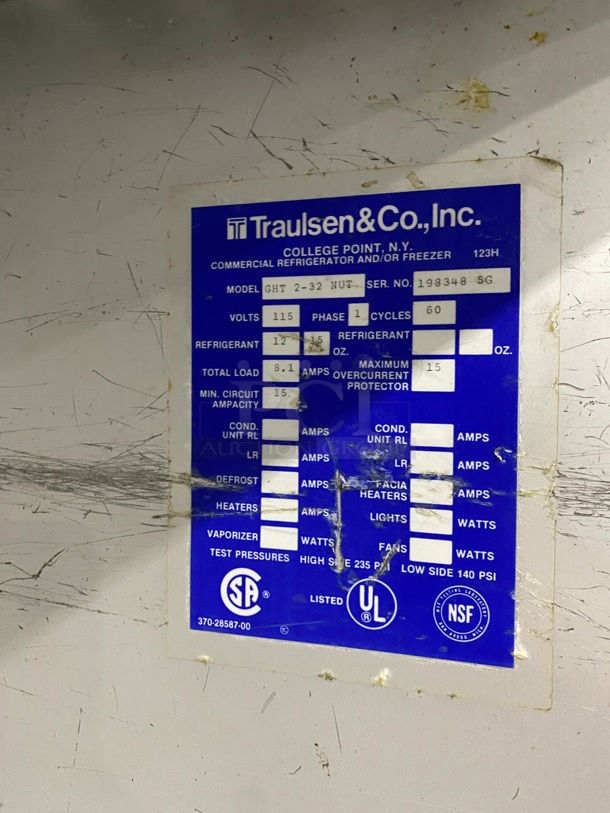 Traulsen & Co., Inc.
COLLEGE POINT, N.Y.
COMMERCIAL REFRIGERATOR AND/OR FREEZER 123H
MODEL GHT 2-32 NUT SER. NO. 198348 5G
VOLTS 115 PHASE 1 CYCLES 60
REFRIGERANT 12 15 OZ. REFRIGERANT OZ.
TOTAL LOAD 8.1 AMPS MAXIMUM OVERCURRENT PROTECTOR 15
MIN. CIRCUIT AMPACITY 15
COND. UNIT RL AMPS COND. UNIT RL AMPS
LR AMPS LR AMPS
DEFROST AMPS FACIA HEATERS AMPS
HEATERS AMPS LIGHTS WATTS
VAPORIZER WATTS FANS WATTS
TEST PRESSURES HIGH SIDE 235 PSI LOW SIDE 140 PSI
SA ® LISTED UL ® NSF
370-28587-00
PCI
AUCTION GROUP